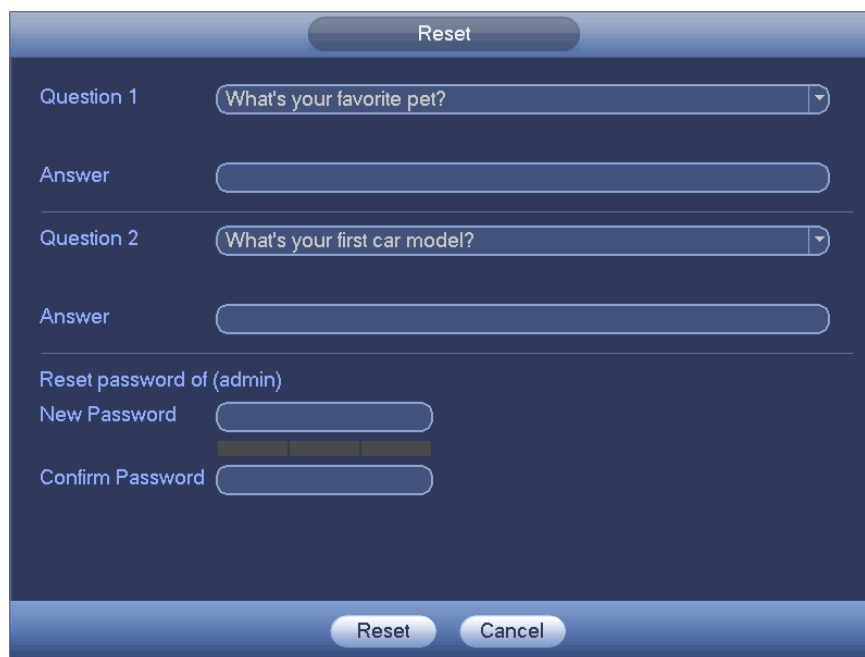 Reset
Question 1 What's your favorite pet?
Answer
Question 2 What's your first car model?
Answer
Reset password of (admin)
New Password
Confirm Password
Reset Cancel